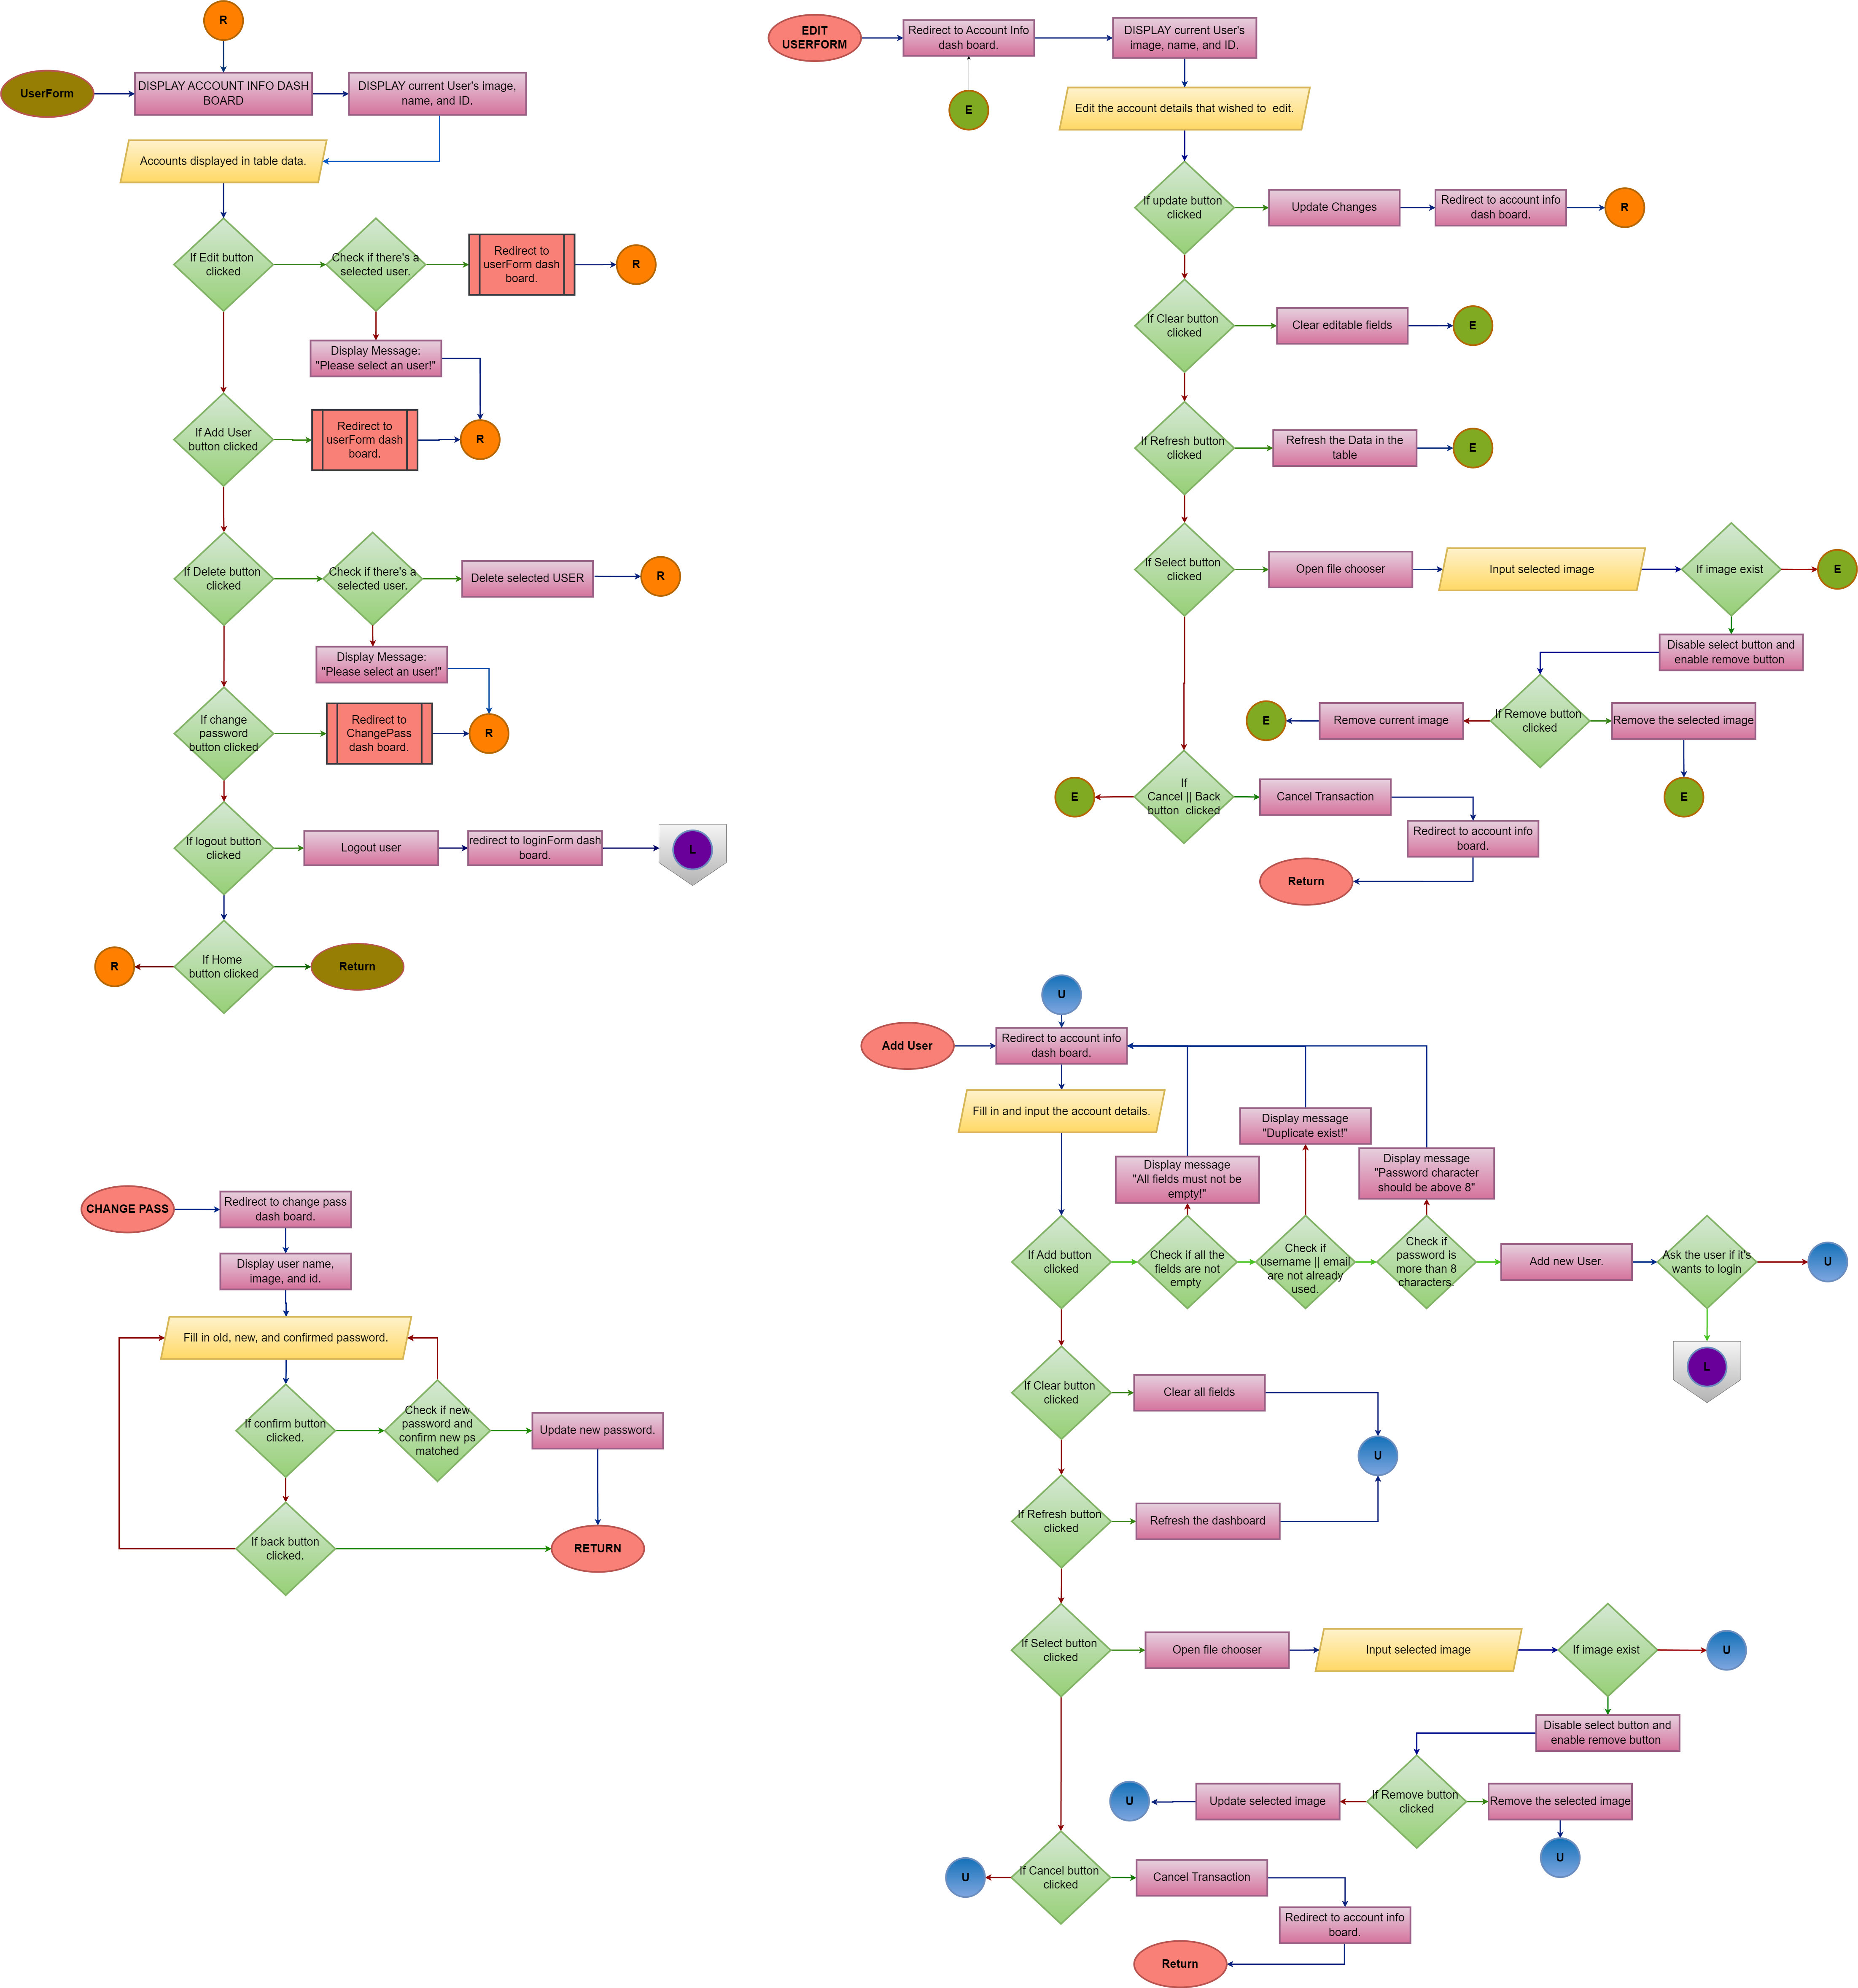 R
UserForm
DISPLAY ACCOUNT INFO DASH
BOARD
DISPLAY current User's image,
name, and ID.
Accounts displayed in table data.
If Edit button
clicked
Check if there's a
selected user.
Redirect to
userForm dash
board.
R
Display Message:
"Please select an user!"
If Add User
button clicked
Redirect to
userForm dash
board.
R
If Delete button
clicked
Check if there's a
selected user.
Delete selected USER
R
Display Message:
"Please select an user!"
If change
password
button clicked
Redirect to
ChangePass
dash board.
R
If logout button
clicked
Logout user
redirect to loginForm dash
board.
L
R
If Home
button clicked
Return
EDIT
USERFORM
Redirect to Account Info
dash board.
DISPLAY current User's
image, name, and ID.
E
Edit the account details that wished to  edit.
If update button
clicked
Update Changes
Redirect to account info
dash board.
R
If Clear button
clicked
Clear editable fields
E
If Refresh button
clicked
Refresh the Data in the
table
E
If Select button
clicked
Open file chooser
Input selected image
If image exist
E
Disable select button and
enable remove button
E
Remove current image
If Remove button
clicked
Remove the selected image
E
E
If
Cancel || Back
button  clicked
Cancel Transaction
Redirect to account info
board.
Return
U
Add User
Redirect to account info
dash board.
Fill in and input the account details.
Display message
"Duplicate exist!"
Display message
"All fields must not be
empty!"
Display message
"Password character
should be above 8"
If Add button
clicked
Check if all the
fields are not
empty
Check if
username || email
are not already
used.
Check if
password is
more than 8
characters.
Add new User.
Ask the user if it's
wants to login
U
L
If Clear button
clicked
Clear all fields
U
If Refresh button
clicked
Refresh the dashboard
If Select button
clicked
Open file chooser
Input selected image
If image exist
U
Disable select button and
enable remove button
U
Update selected image
If Remove button
clicked
Remove the selected image
U
U
If Cancel button
clicked
Cancel Transaction
Redirect to account info
board.
Return
CHANGE PASS
Redirect to change pass
dash board.
Display user name,
image, and id.
Fill in old, new, and confirmed password.
If confirm button
clicked.
Check if new
password and
confirm new ps
matched
Update new password.
If back button
clicked.
RETURN